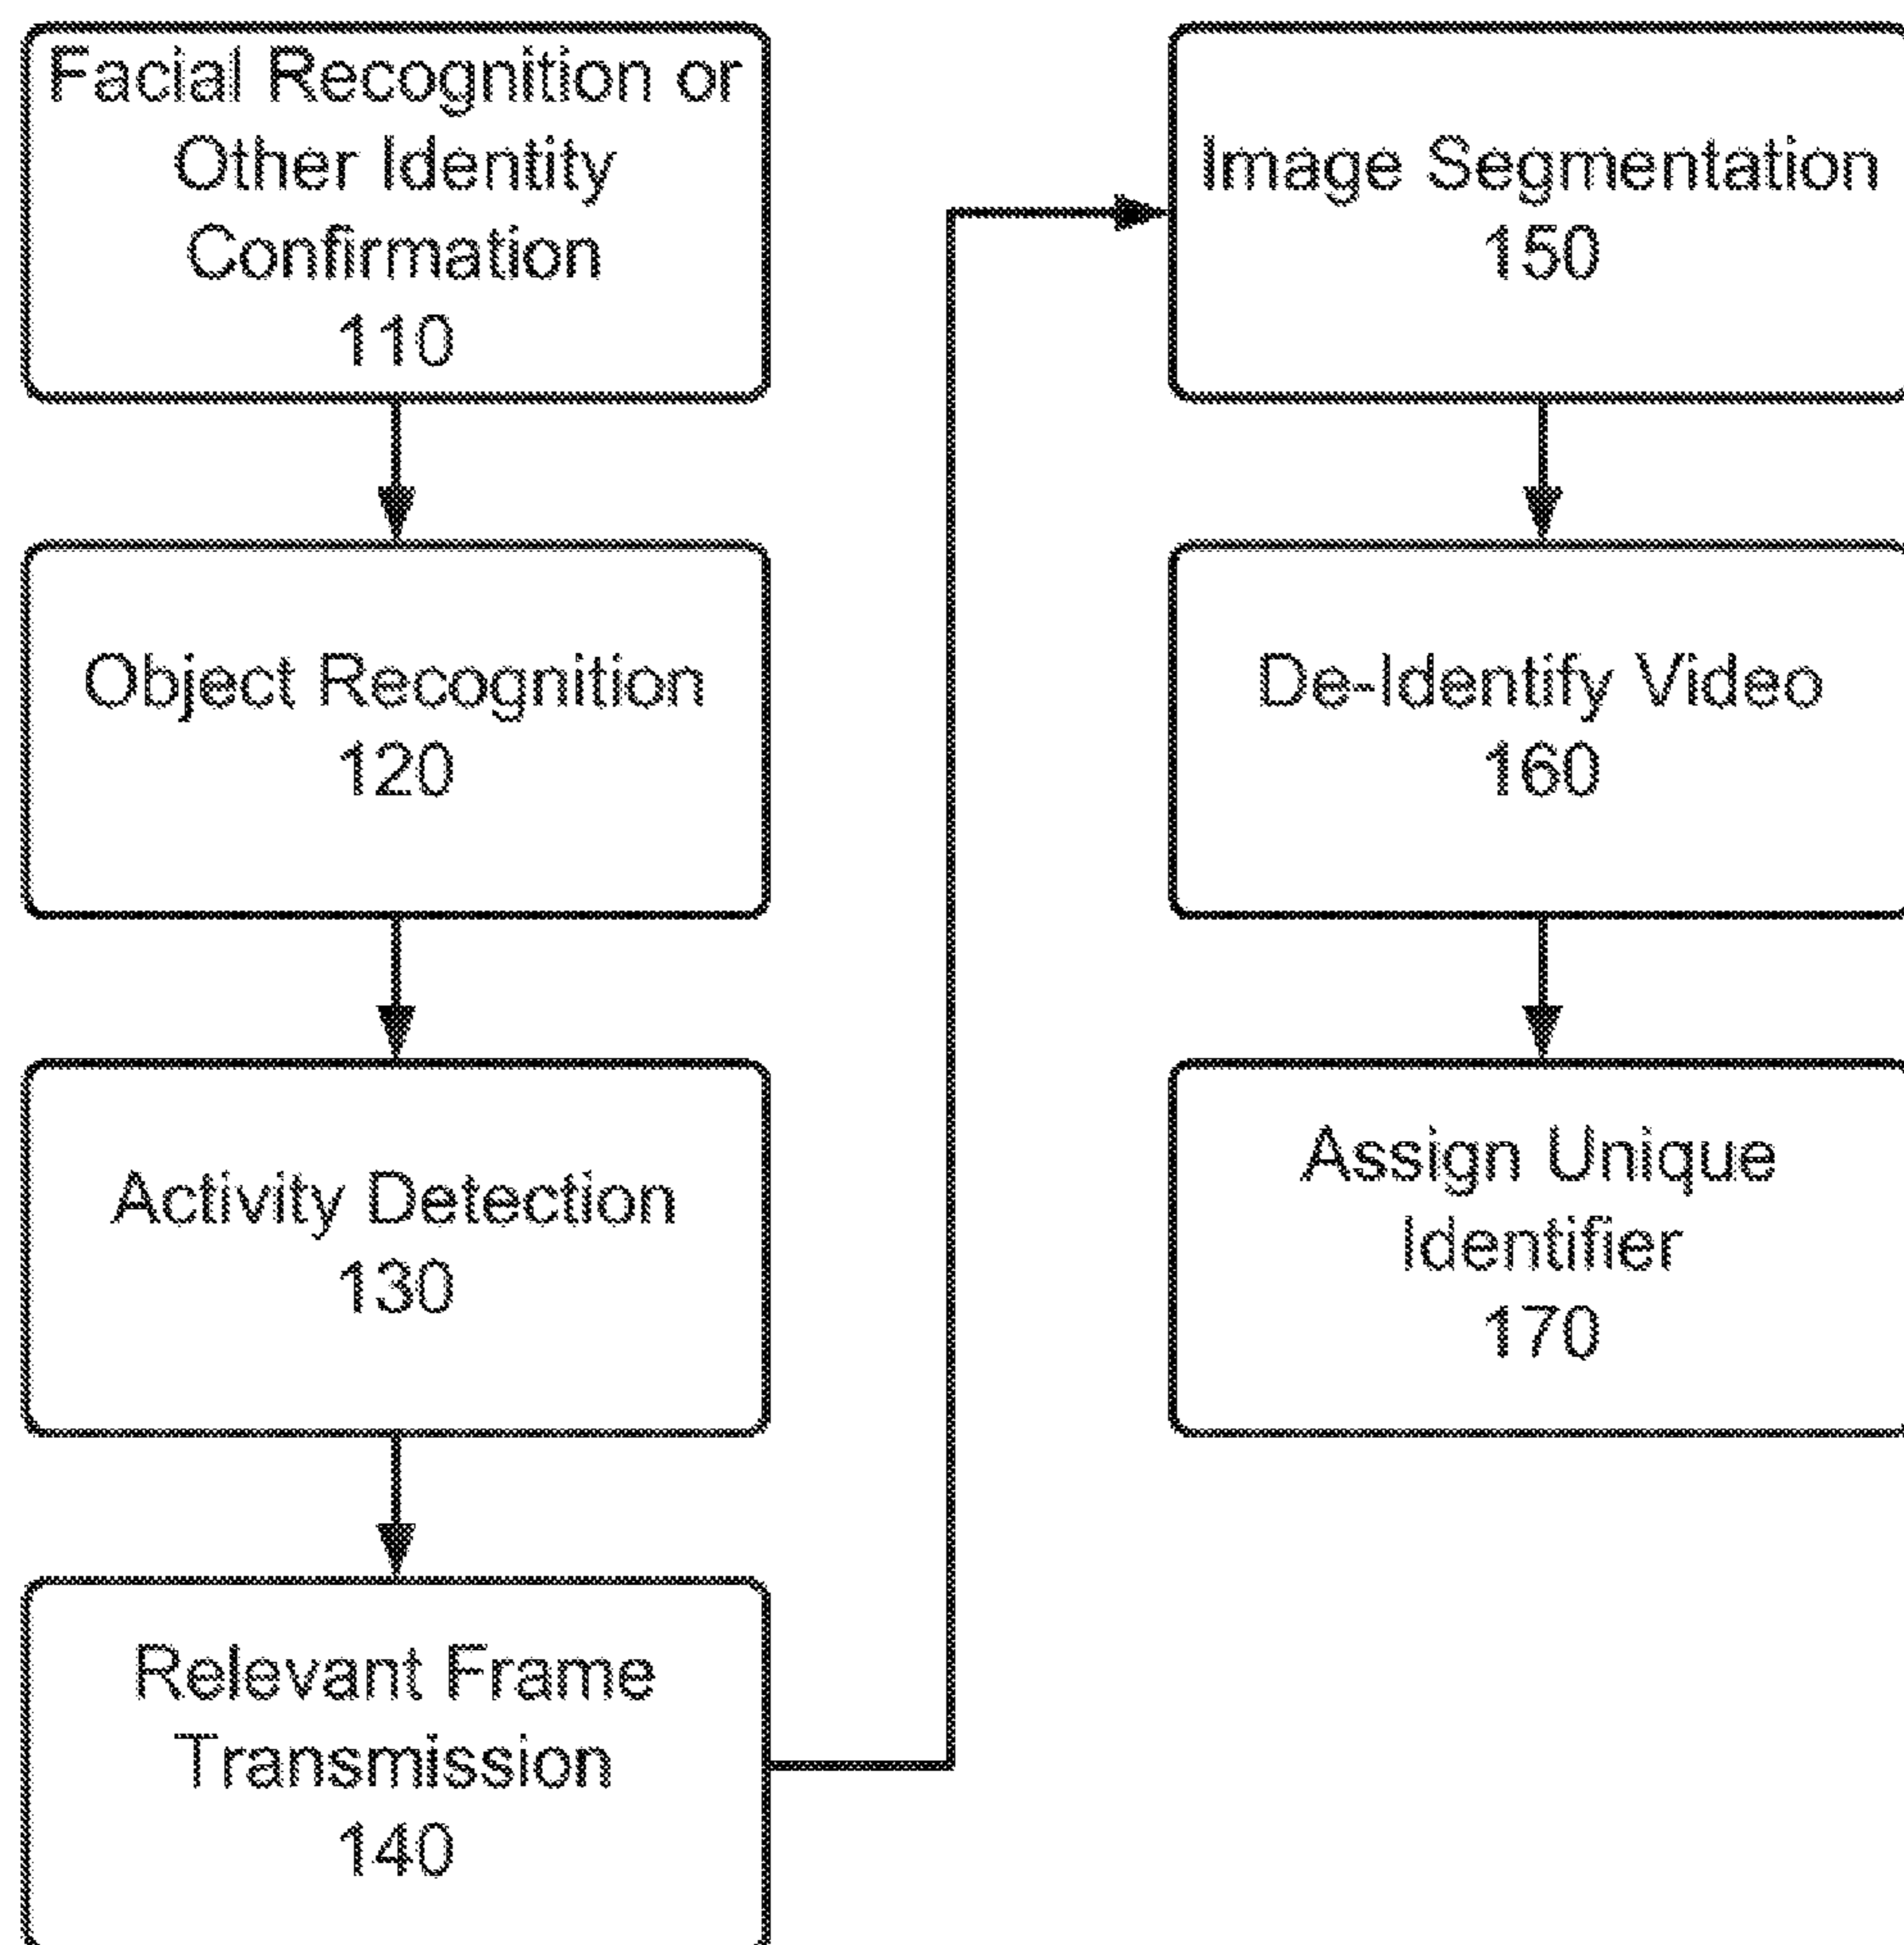 Facial Recognition or
Other Identity
Confirmation
110
Object Recognition
120
Activity Detection
130
Relevant Frame
Transmission
140
Image Segmentation
150
De-Identify Video
160
Assign Unique
Identifier
170